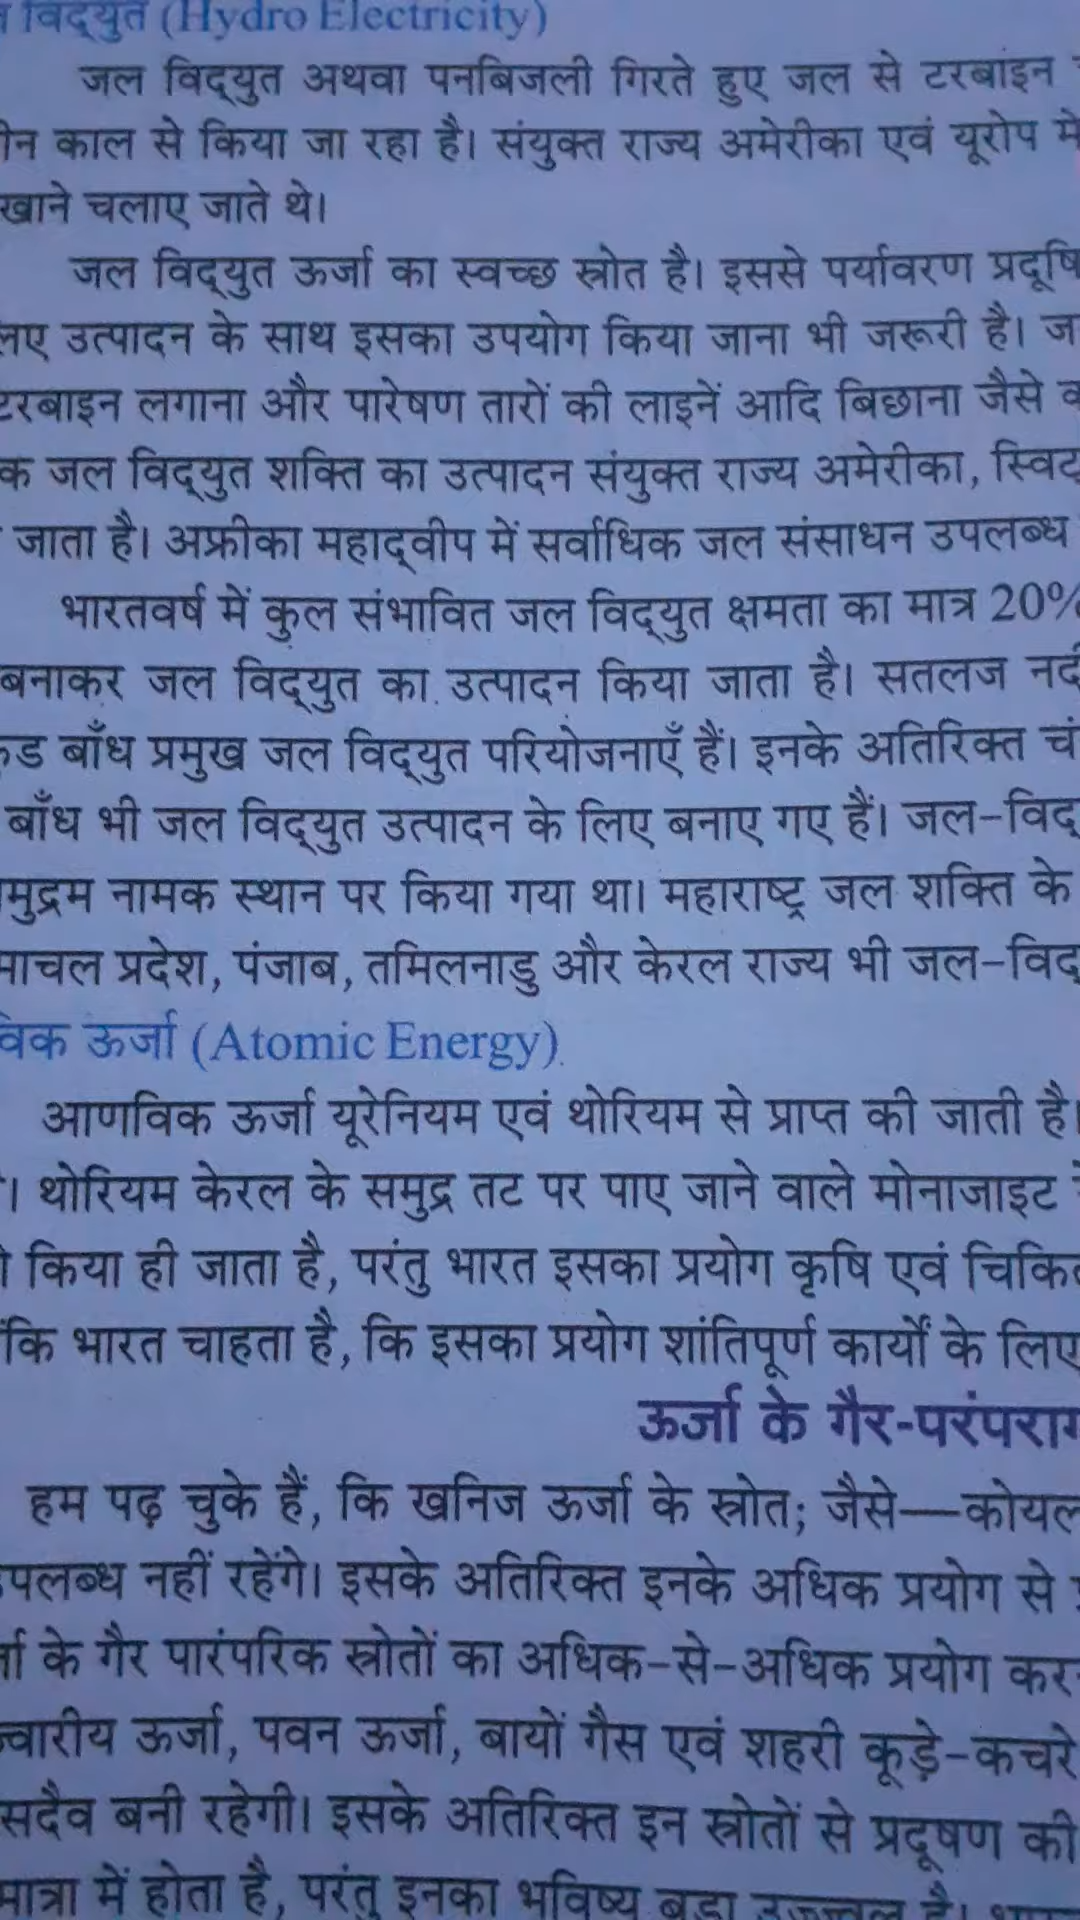 विद्युत (Hydro Electricity)
जल विद्युत अथवा पनबिजली गिरते हुए जल से टरबाइन
काल से किया जा रहा है। संयुक्त राज्य अमेरीका एवं यूरोप में
खाने चलाए जाते थे।
जल विद्युत ऊर्जा का स्वच्छ स्रोत है। इससे पर्यावरण प्रदूषि
उत्पादन के साथ इसका उपयोग किया जाना भी जरूरी है। ज
टरबाइन लगाना और पारेषण तारों की लाइनें आदि बिछाना जैसे
क जल विद्युत शक्ति का उत्पादन संयुक्त राज्य अमेरीका, स्विट
जाता है। अफ्रीका महाद्वीप में सर्वाधिक जल संसाधन उपलब्ध
भारतवर्ष में कुल संभावित जल विद्युत क्षमता का मात्र 20%
बनाकर जल विद्युत का उत्पादन किया जाता है। सतलज नदी
ड बाँध प्रमुख जल विद्युत परियोजनाएँ हैं। इनके अतिरिक्त चं
बाँध भी जल विद्युत उत्पादन के लिए बनाए गए हैं। जल-विद्
मुद्रम नामक स्थान पर किया गया था। महाराष्ट्र जल शक्ति के
माचल प्रदेश, पंजाब, तमिलनाडु और केरल राज्य भी जल-विद्
विक ऊर्जा (Atomic Energy)
आणविक ऊर्जा यूरेनियम एवं थोरियम से प्राप्त की जाती है।
। थोरियम केरल के समुद्र तट पर पाए जाने वाले मोनाजाइट
किया ही जाता है, परंतु भारत इसका प्रयोग कृषि एवं चिकित
कि भारत चाहता है, कि इसका प्रयोग शांतिपूर्ण कार्यों के लिए
ऊर्जा के गैर-परंपराग
हम पढ़ चुके हैं, कि खनिज ऊर्जा के स्रोत; जैसे—कोयल
पलब्ध नहीं रहेंगे। इसके अतिरिक्त इनके अधिक प्रयोग से
र्जा के गैर पारंपरिक स्रोतों का अधिक-से-अधिक प्रयोग कर
ज्वारीय ऊर्जा, पवन ऊर्जा, बायों गैस एवं शहरी कूड़े-कचरे
सदैव बनी रहेगी। इसके अतिरिक्त इन स्रोतों से प्रदूषण की
मात्रा में होता है, परंतु इनका भविष्य बड़ा उज्ज्वल है।